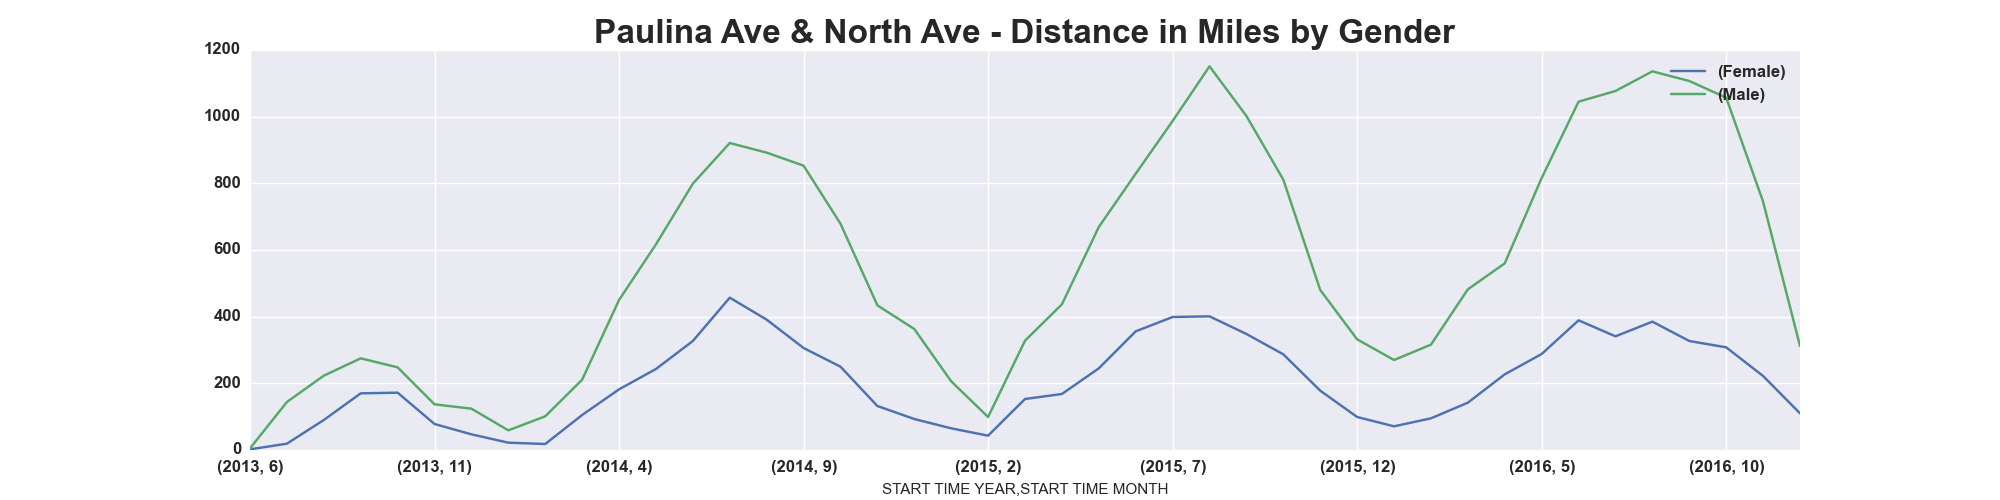 Paulina Ave & North Ave - Distance in Miles by Gender
1200
1000
800
600
400
200
0
(Female)
(Male)
(2013, 6) (2013, 11) (2014, 4) (2014, 9) (2015, 2) (2015, 7) (2015, 12) (2016, 5) (2016, 10)
START TIME YEAR,START TIME MONTH